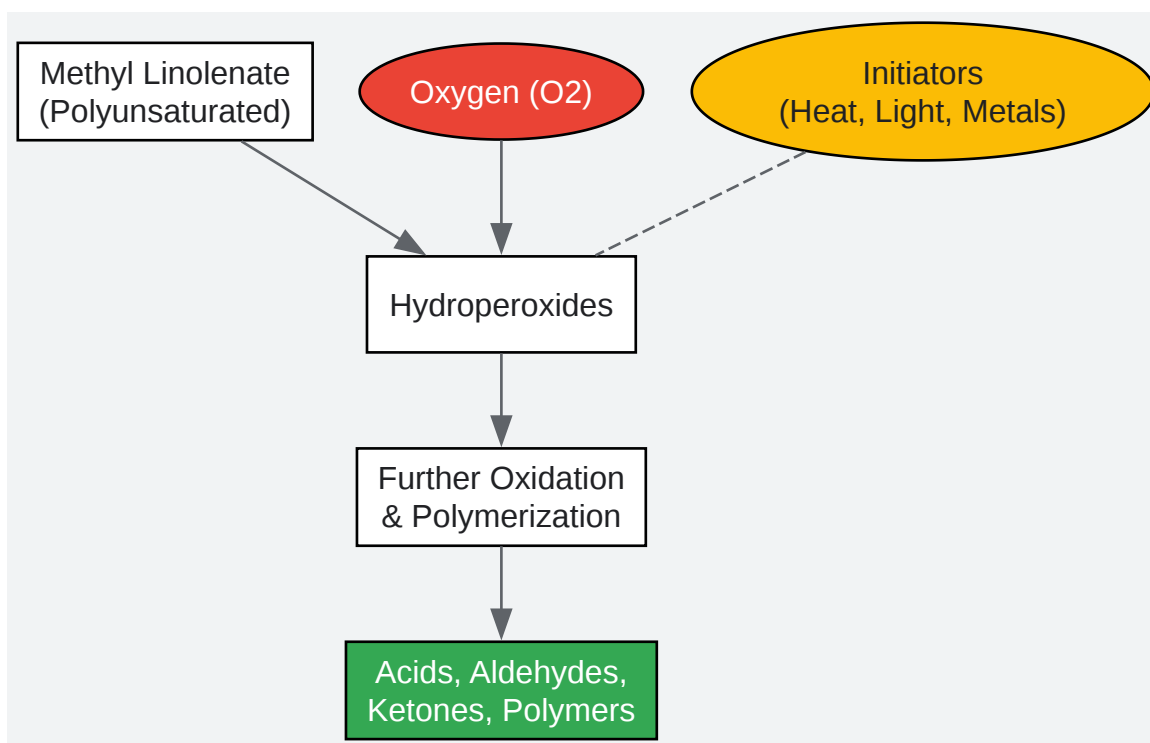 Methyl Linolenate
(Polyunsaturated)
Oxygen (O2)
Initiators
(Heat, Light, Metals)
Hydroperoxides
Further Oxidation
& Polymerization
Acids, Aldehydes,
Ketones, Polymers